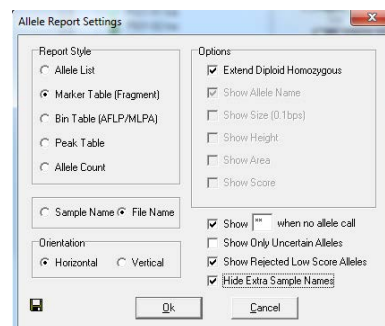 Allele Report Settings
Report Style
Allele List
Marker Table (Fragment)
Bin Table (AFLP/MLPA)
Peak Table
Allele Count
Sample Name File Name
Orientation
Horizontal Vertical
Options
Extend Diploid Homozygous
Show Allele Name
Show Size (0.1bps)
Show Height
Show Area
Show Score
Show "" when no allele call
Show Only Uncertain Alleles
Show Rejected Low Score Alleles
Hide Extra Sample Names
Ok Cancel